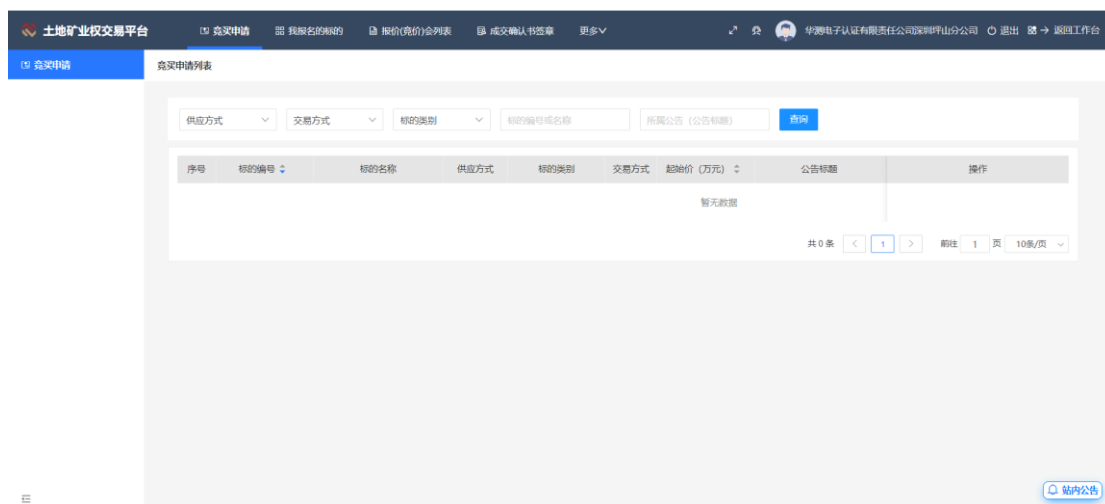 土地矿业权交易平台 竞买申请 我报名的标的 报价(竞价)会列表 成交确认书签章 更多 华测电子认证有限责任公司深圳坪山分公司 退出 返回工作台
竞买申请 竞买申请列表
供应方式 交易方式 标的类别 标的编号或名称 所属公告（公告标题） 查询
序号 标的编号 标的名称 供应方式 标的类别 交易方式 起始价（万元） 公告标题 操作
暂无数据
共 0 条 1 前往 1 页 10条/页
站内公告